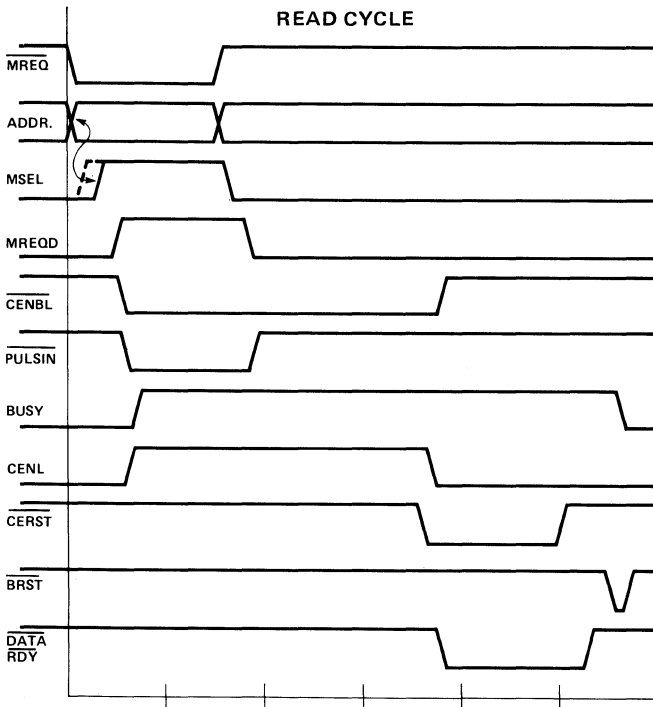 READ CYCLE
MREQ
ADDR.
MSEL
MREQD
CENBL
PULSIN
BUSY
CENL
CERST
BRST
DATA
RDY